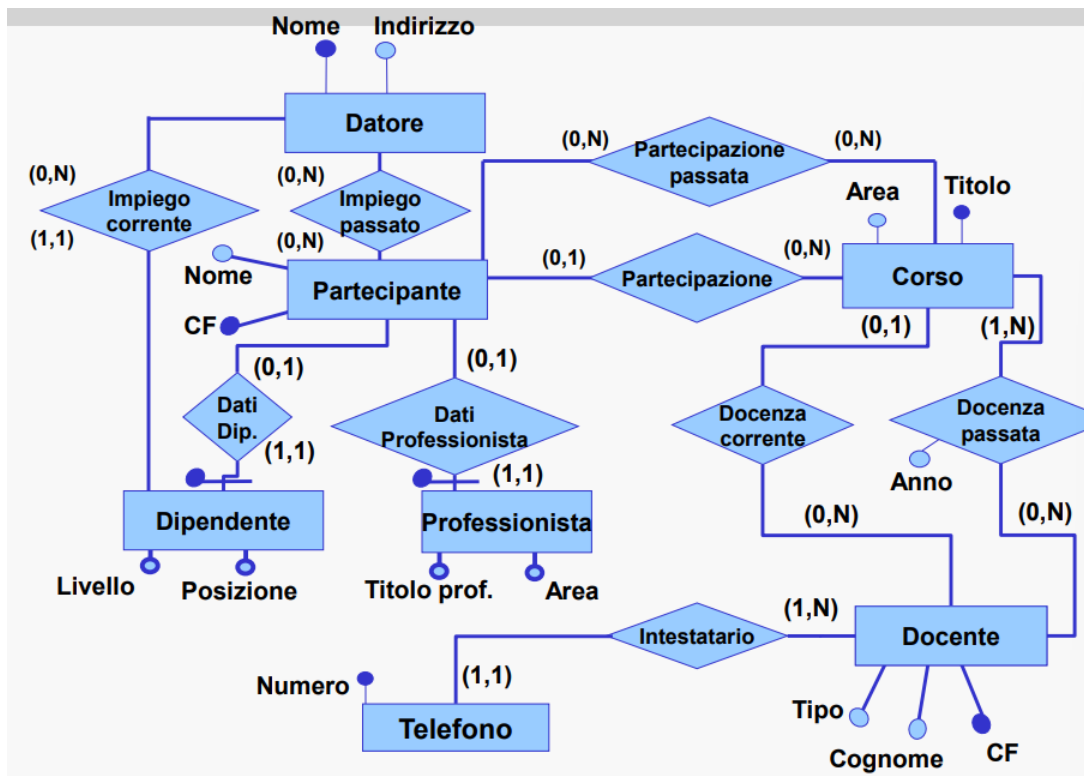 Nome
Indirizzo
Datore
(0,N)
(0,N)
(0,N)
Partecipazione
passata
(0,N)
Impiego
corrente
Impiego
passato
Area
Titolo
(1,1)
(0,N)
Nome
(0,1)
Partecipazione
(0,N)
Partecipante
Corso
CF
(0,1)
(1,N)
(0,1)
(0,1)
Dati
Dip.
Dati
Professionista
Docenza
corrente
Docenza
passata
(1,1)
(1,1)
Anno
Dipendente
Professionista
(0,N)
(0,N)
Livello
Posizione
Titolo prof.
Area
Intestatario
(1,N)
Docente
Numero
(1,1)
Telefono
Tipo
Cognome
CF